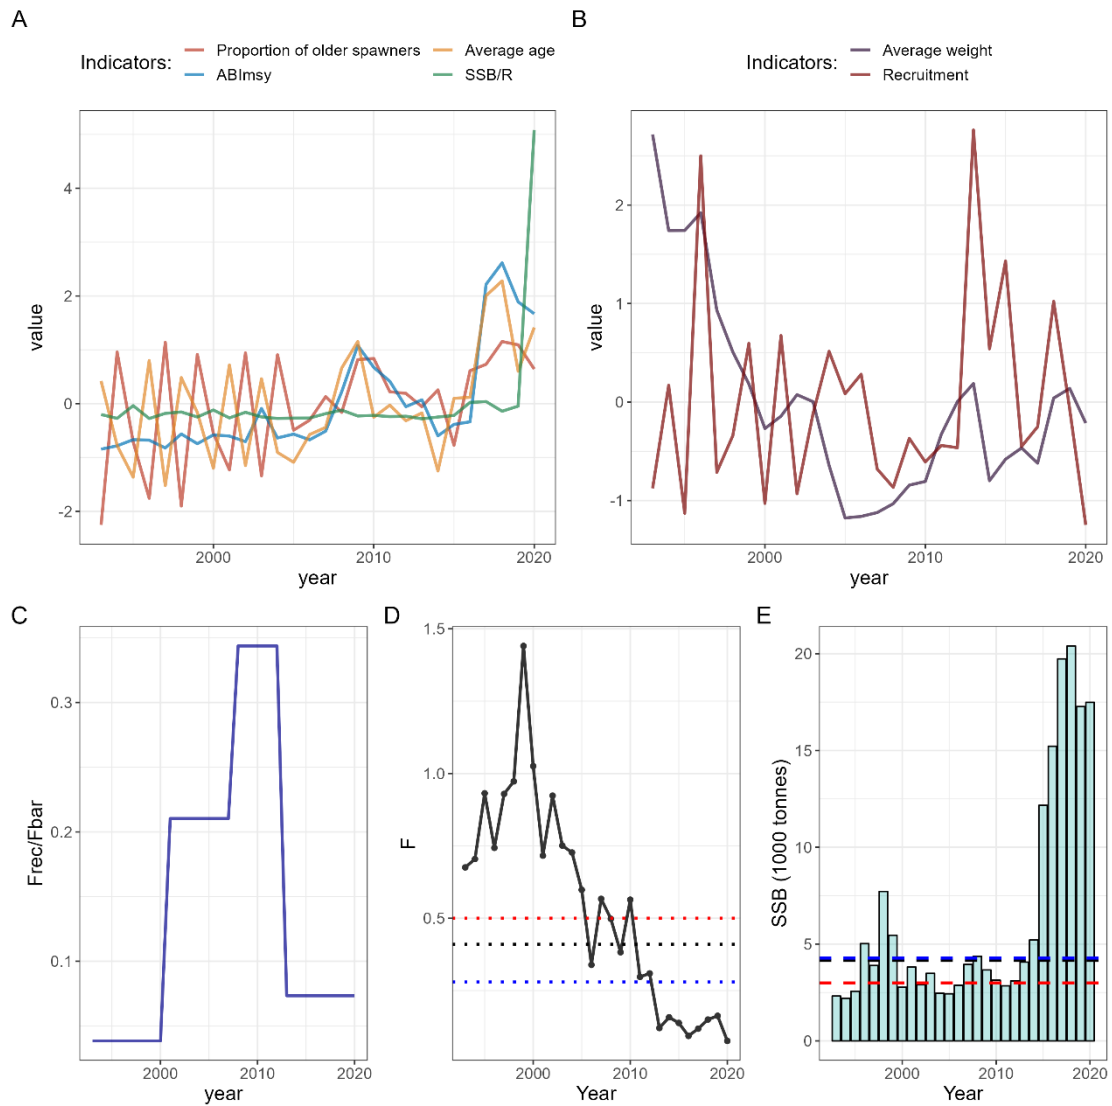 A
Indicators:
Proportion of older spawners
Average age
ABImsy
SSB/R
value
4
2
0
-2
2000
2010
2020
year
B
Indicators:
Average weight
Recruitment
value
2
1
0
-1
2000
2010
2020
year
C
Frec/Fbar
0.3
0.2
0.1
2000
2010
2020
year
D
F
1.5
1.0
0.5
2000
2010
2020
Year
E
SSB (1000 tonnes)
20
15
10
5
0
2000
2010
2020
Year